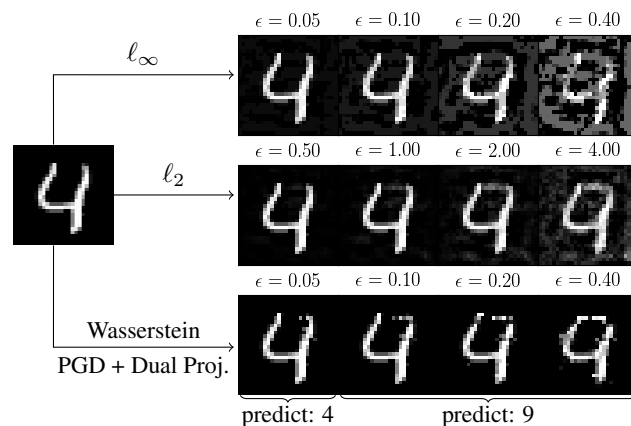 ϵ = 0.05 ϵ = 0.10 ϵ = 0.20 ϵ = 0.40
ℓ∞
ϵ = 0.50 ϵ = 1.00 ϵ = 2.00 ϵ = 4.00
ℓ2
ϵ = 0.05 ϵ = 0.10 ϵ = 0.20 ϵ = 0.40
Wasserstein
PGD + Dual Proj.
predict: 4 predict: 9